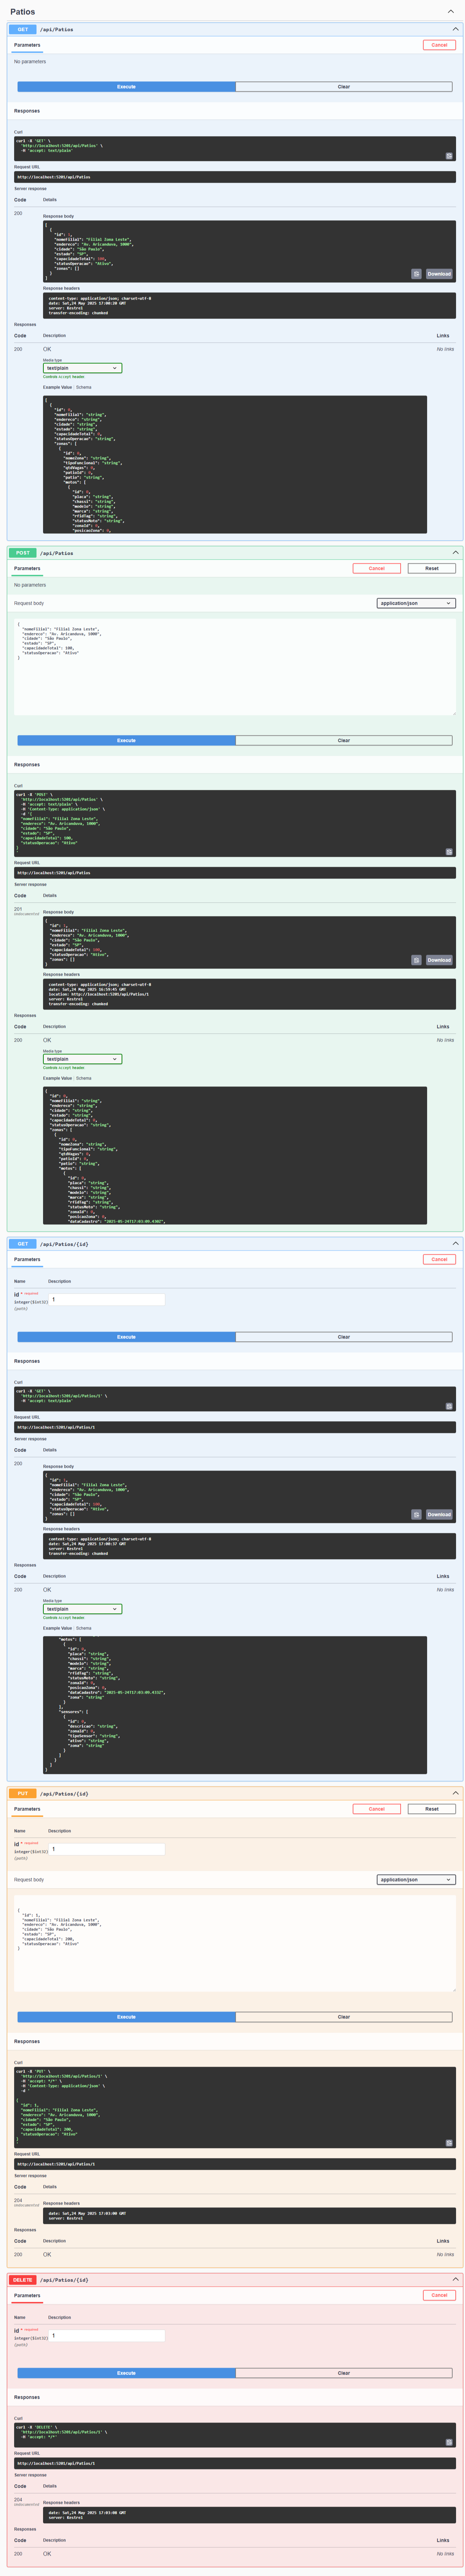 Patios
GET /api/Patios
Parameters Cancel
No parameters
Execute Clear
Responses
Curl
curl -X 'GET' \
'http://localhost:5201/api/Patios' \
-H 'accept: text/plain'
Request URL
http://localhost:5201/api/Patios
Server response
Code Details
200 Response body
[
{
"id": 1,
"nomeFilial": "Filial Zona Leste",
"endereco": "Av. Aricanduva, 1000",
"cidade": "São Paulo",
"estado": "SP",
"capacidadeTotal": 100,
"statusOperacao": "Ativo",
"zonas": []
}
]
Download
Response headers
content-type: application/json; charset=utf-8
date: Sat,24 May 2025 17:00:20 GMT
server: Kestrel
transfer-encoding: chunked
Responses
Code Description Links
200 OK No links
Media type
text/plain
Controls Accept header.
Example Value Schema
[
{
"id": 0,
"nomeFilial": "string",
"endereco": "string",
"cidade": "string",
"estado": "string",
"capacidadeTotal": 0,
"statusOperacao": "string",
"zonas": [
{
"id": 0,
"nomeZona": "string",
"tipoFuncional": "string",
"qtdVagas": 0,
"patioId": 0,
"patio": "string",
"motos": [
{
"id": 0,
"placa": "string",
"chassi": "string",
"modelo": "string",
"marca": "string",
"rfidTag": "string",
"statusMoto": "string",
"zonaId": 0,
"posicaoZona": 0,
POST /api/Patios
Parameters Cancel Reset
No parameters
Request body application/json
{
"nomeFilial": "Filial Zona Leste",
"endereco": "Av. Aricanduva, 1000",
"cidade": "São Paulo",
"estado": "SP",
"capacidadeTotal": 100,
"statusOperacao": "Ativo"
}
Execute Clear
Responses
Curl
curl -X 'POST' \
'http://localhost:5201/api/Patios' \
-H 'accept: text/plain' \
-H 'Content-Type: application/json' \
-d '{
"nomeFilial": "Filial Zona Leste",
"endereco": "Av. Aricanduva, 1000",
"cidade": "São Paulo",
"estado": "SP",
"capacidadeTotal": 100,
"statusOperacao": "Ativo"
}
'
Request URL
http://localhost:5201/api/Patios
Server response
Code Details
201 Response body
Undocumented
{
"id": 1,
"nomeFilial": "Filial Zona Leste",
"endereco": "Av. Aricanduva, 1000",
"cidade": "São Paulo",
"estado": "SP",
"capacidadeTotal": 100,
"statusOperacao": "Ativo",
"zonas": []
}
Download
Response headers
content-type: application/json; charset=utf-8
date: Sat,24 May 2025 16:59:45 GMT
location: http://localhost:5201/api/Patios/1
server: Kestrel
transfer-encoding: chunked
Responses
Code Description Links
200 OK No links
Media type
text/plain
Controls Accept header.
Example Value Schema
{
"id": 0,
"nomeFilial": "string",
"endereco": "string",
"cidade": "string",
"estado": "string",
"capacidadeTotal": 0,
"statusOperacao": "string",
"zonas": [
{
"id": 0,
"nomeZona": "string",
"tipoFuncional": "string",
"qtdVagas": 0,
"patioId": 0,
"patio": "string",
"motos": [
{
"id": 0,
"placa": "string",
"chassi": "string",
"modelo": "string",
"marca": "string",
"rfidTag": "string",
"statusMoto": "string",
"zonaId": 0,
"posicaoZona": 0,
"dataCadastro": "2025-05-24T17:03:09.430Z",
GET /api/Patios/{id}
Parameters Cancel
Name Description
id * required
integer($int32)
(path)
1
Execute Clear
Responses
Curl
curl -X 'GET' \
'http://localhost:5201/api/Patios/1' \
-H 'accept: text/plain'
Request URL
http://localhost:5201/api/Patios/1
Server response
Code Details
200 Response body
{
"id": 1,
"nomeFilial": "Filial Zona Leste",
"endereco": "Av. Aricanduva, 1000",
"cidade": "São Paulo",
"estado": "SP",
"capacidadeTotal": 100,
"statusOperacao": "Ativo",
"zonas": []
}
Download
Response headers
content-type: application/json; charset=utf-8
date: Sat,24 May 2025 17:00:37 GMT
server: Kestrel
transfer-encoding: chunked
Responses
Code Description Links
200 OK No links
Media type
text/plain
Controls Accept header.
Example Value Schema
"motos": [
{
"id": 0,
"placa": "string",
"chassi": "string",
"modelo": "string",
"marca": "string",
"rfidTag": "string",
"statusMoto": "string",
"zonaId": 0,
"posicaoZona": 0,
"dataCadastro": "2025-05-24T17:03:09.433Z",
"zona": "string"
}
],
"sensores": [
{
"id": 0,
"descricao": "string",
"zonaId": 0,
"tipoSensor": "string",
"ativo": "string",
"zona": "string"
}
]
}
]
}
PUT /api/Patios/{id}
Parameters Cancel Reset
Name Description
id * required
integer($int32)
(path)
1
Request body application/json
{
"id": 1,
"nomeFilial": "Filial Zona Leste",
"endereco": "Av. Aricanduva, 1000",
"cidade": "São Paulo",
"estado": "SP",
"capacidadeTotal": 200,
"statusOperacao": "Ativo"
}
Execute Clear
Responses
Curl
curl -X 'PUT' \
'http://localhost:5201/api/Patios/1' \
-H 'accept: */*' \
-H 'Content-Type: application/json' \
-d '
{
"id": 1,
"nomeFilial": "Filial Zona Leste",
"endereco": "Av. Aricanduva, 1000",
"cidade": "São Paulo",
"estado": "SP",
"capacidadeTotal": 200,
"statusOperacao": "Ativo"
}
'
Request URL
http://localhost:5201/api/Patios/1
Server response
Code Details
204 Response headers
Undocumented
date: Sat,24 May 2025 17:03:00 GMT
server: Kestrel
Responses
Code Description Links
200 OK No links
DELETE /api/Patios/{id}
Parameters Cancel
Name Description
id * required
integer($int32)
(path)
1
Execute Clear
Responses
Curl
curl -X 'DELETE' \
'http://localhost:5201/api/Patios/1' \
-H 'accept: */*'
Request URL
http://localhost:5201/api/Patios/1
Server response
Code Details
204 Response headers
Undocumented
date: Sat,24 May 2025 17:03:08 GMT
server: Kestrel
Responses
Code Description Links
200 OK No links